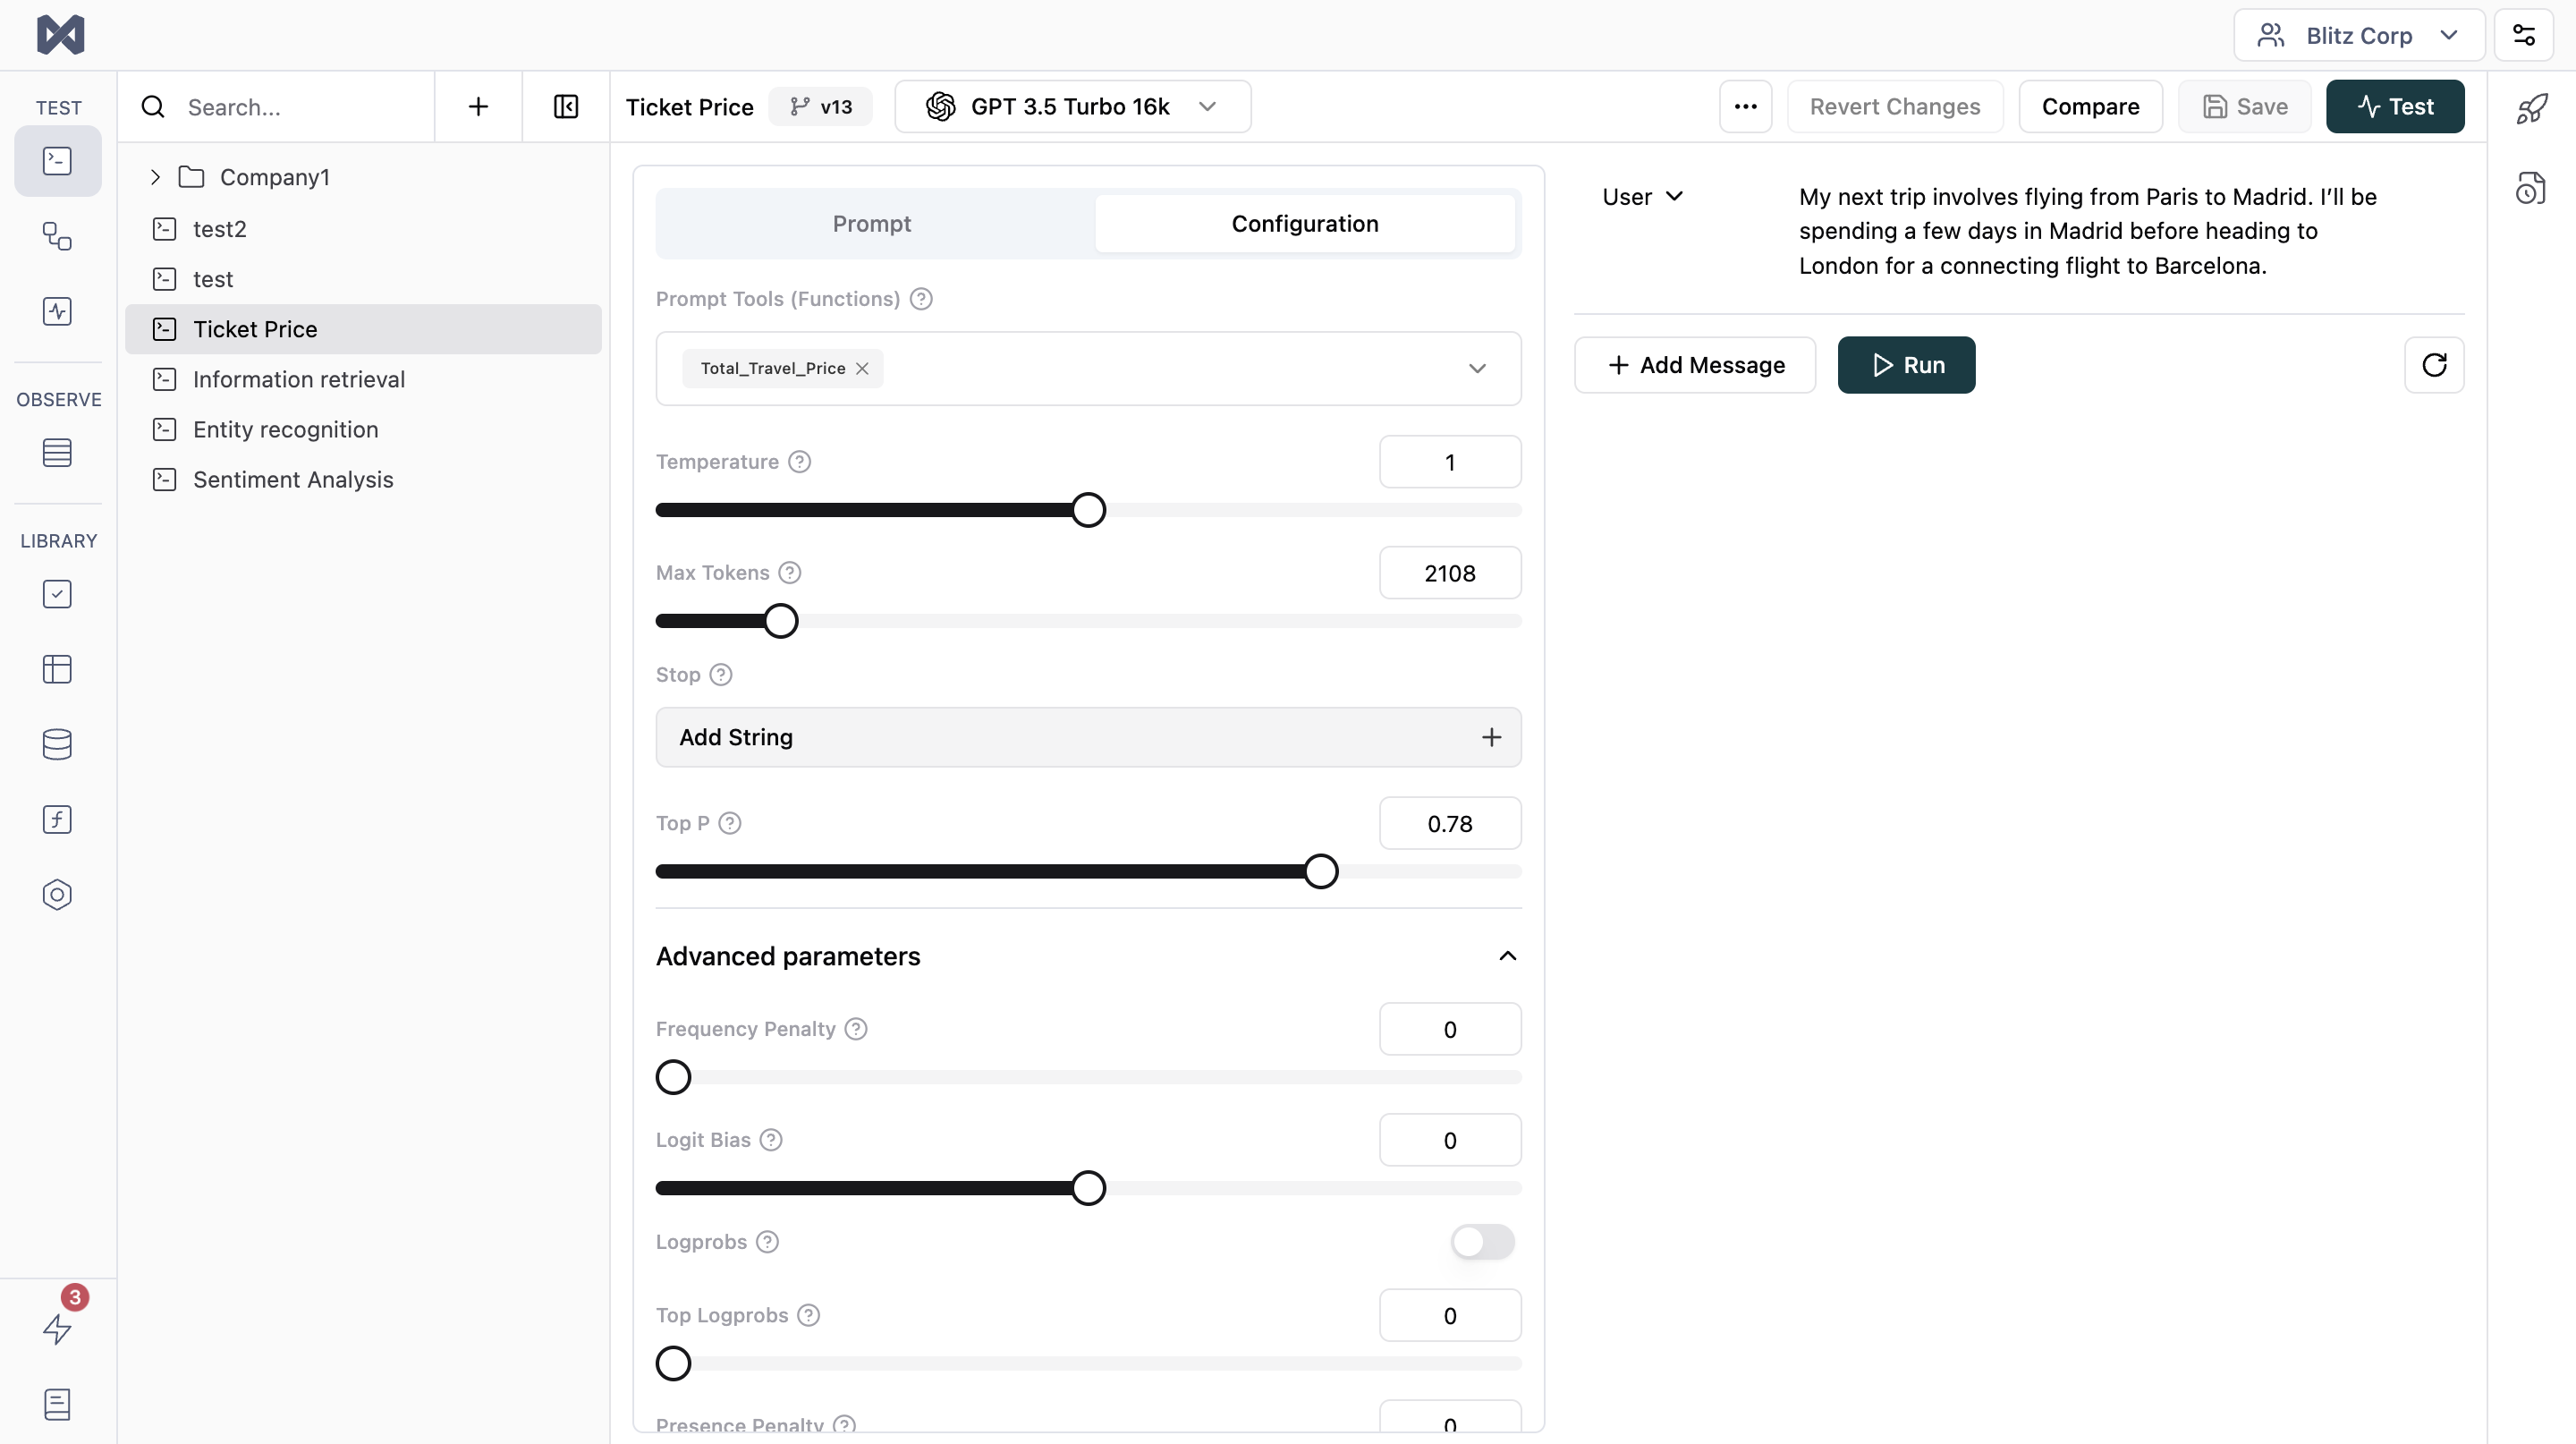 Blitz Corp
TEST
Search...
Ticket Price
v13
GPT 3.5 Turbo 16k
Revert Changes
Compare
Save
Test
Company1
test2
test
Ticket Price
Information retrieval
Entity recognition
Sentiment Analysis
OBSERVE
LIBRARY
3
Prompt
Configuration
Prompt Tools (Functions)
Total_Travel_Price
Temperature
1
Max Tokens
2108
Stop
Add String
Top P
0.78
Advanced parameters
Frequency Penalty
0
Logit Bias
0
Logprobs
Top Logprobs
0
Presence Penalty
0
User
My next trip involves flying from Paris to Madrid. I’ll be
spending a few days in Madrid before heading to
London for a connecting flight to Barcelona.
Add Message
Run